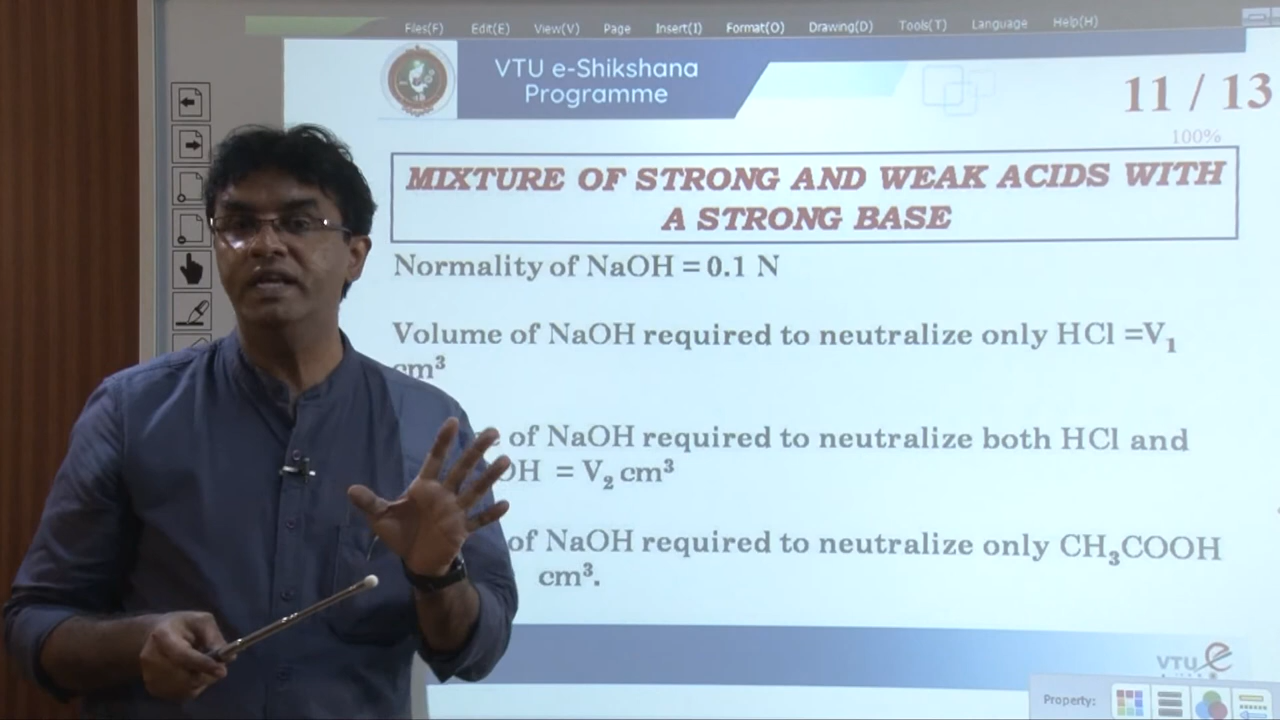 Files(F) Edit(E) View(V) Page Insert(I) Format(O) Drawing(D) Tools(T) Language Help(H)
VTU e-Shikshana
Programme
11 / 13
100%
MIXTURE OF STRONG AND WEAK ACIDS WITH
A STRONG BASE
Normality of NaOH = 0.1 N
Volume of NaOH required to neutralize only HCl =V₁
cm³
of NaOH required to neutralize both HCl and
OH = V₂ cm³
of NaOH required to neutralize only CH₃COOH
cm³.
VTU e
Property: